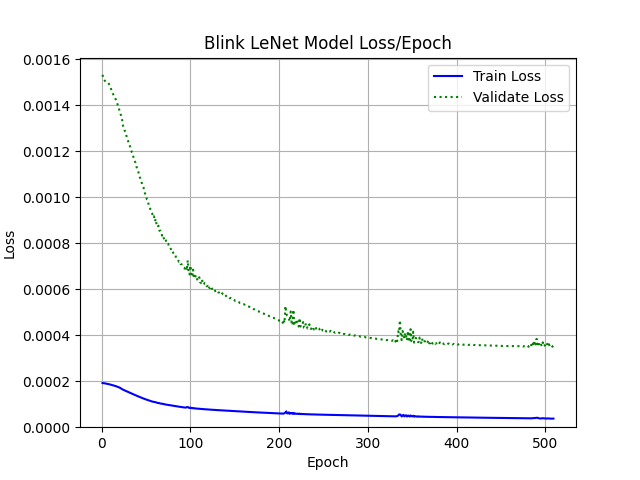 Blink LeNet Model Loss/Epoch
Train Loss
Validate Loss
0.0016
0.0014
0.0012
0.0010
0.0008
0.0006
0.0004
0.0002
0.0000
Loss
0 100 200 300 400 500
Epoch